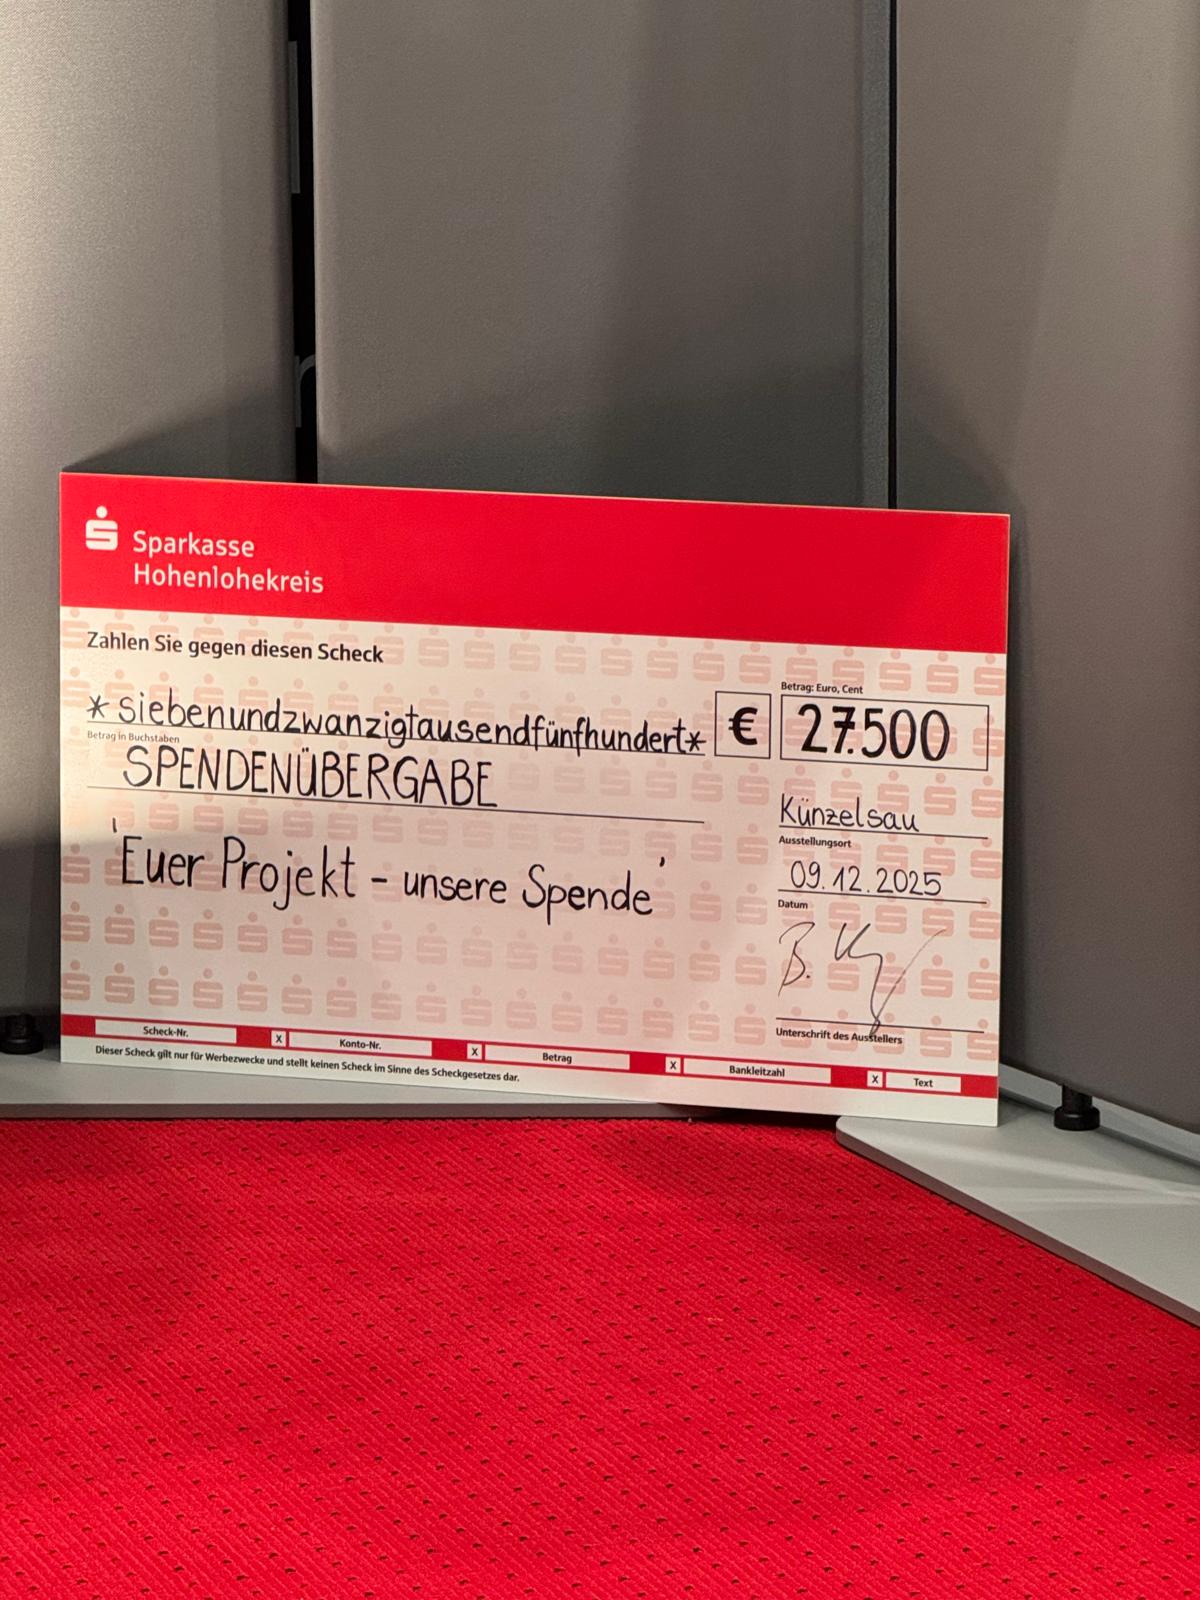 Sparkasse
Hohenlohekreis
Zahlen Sie gegen diesen Scheck
Betrag: Euro, Cent
*siebenundzwanzigtausendfünfhundert* € 27.500
Betrag in Buchstaben
SPENDENÜBERGABE
Künzelsau
Ausstellungsort
'Euer Projekt - unsere Spende'
09.12.2025
Datum
Unterschrift des Ausstellers
Scheck-Nr. X Konto-Nr. X Betrag X Bankleitzahl X Text
Dieser Scheck gilt nur für Werbezwecke und stellt keinen Scheck im Sinne des Scheckgesetzes dar.